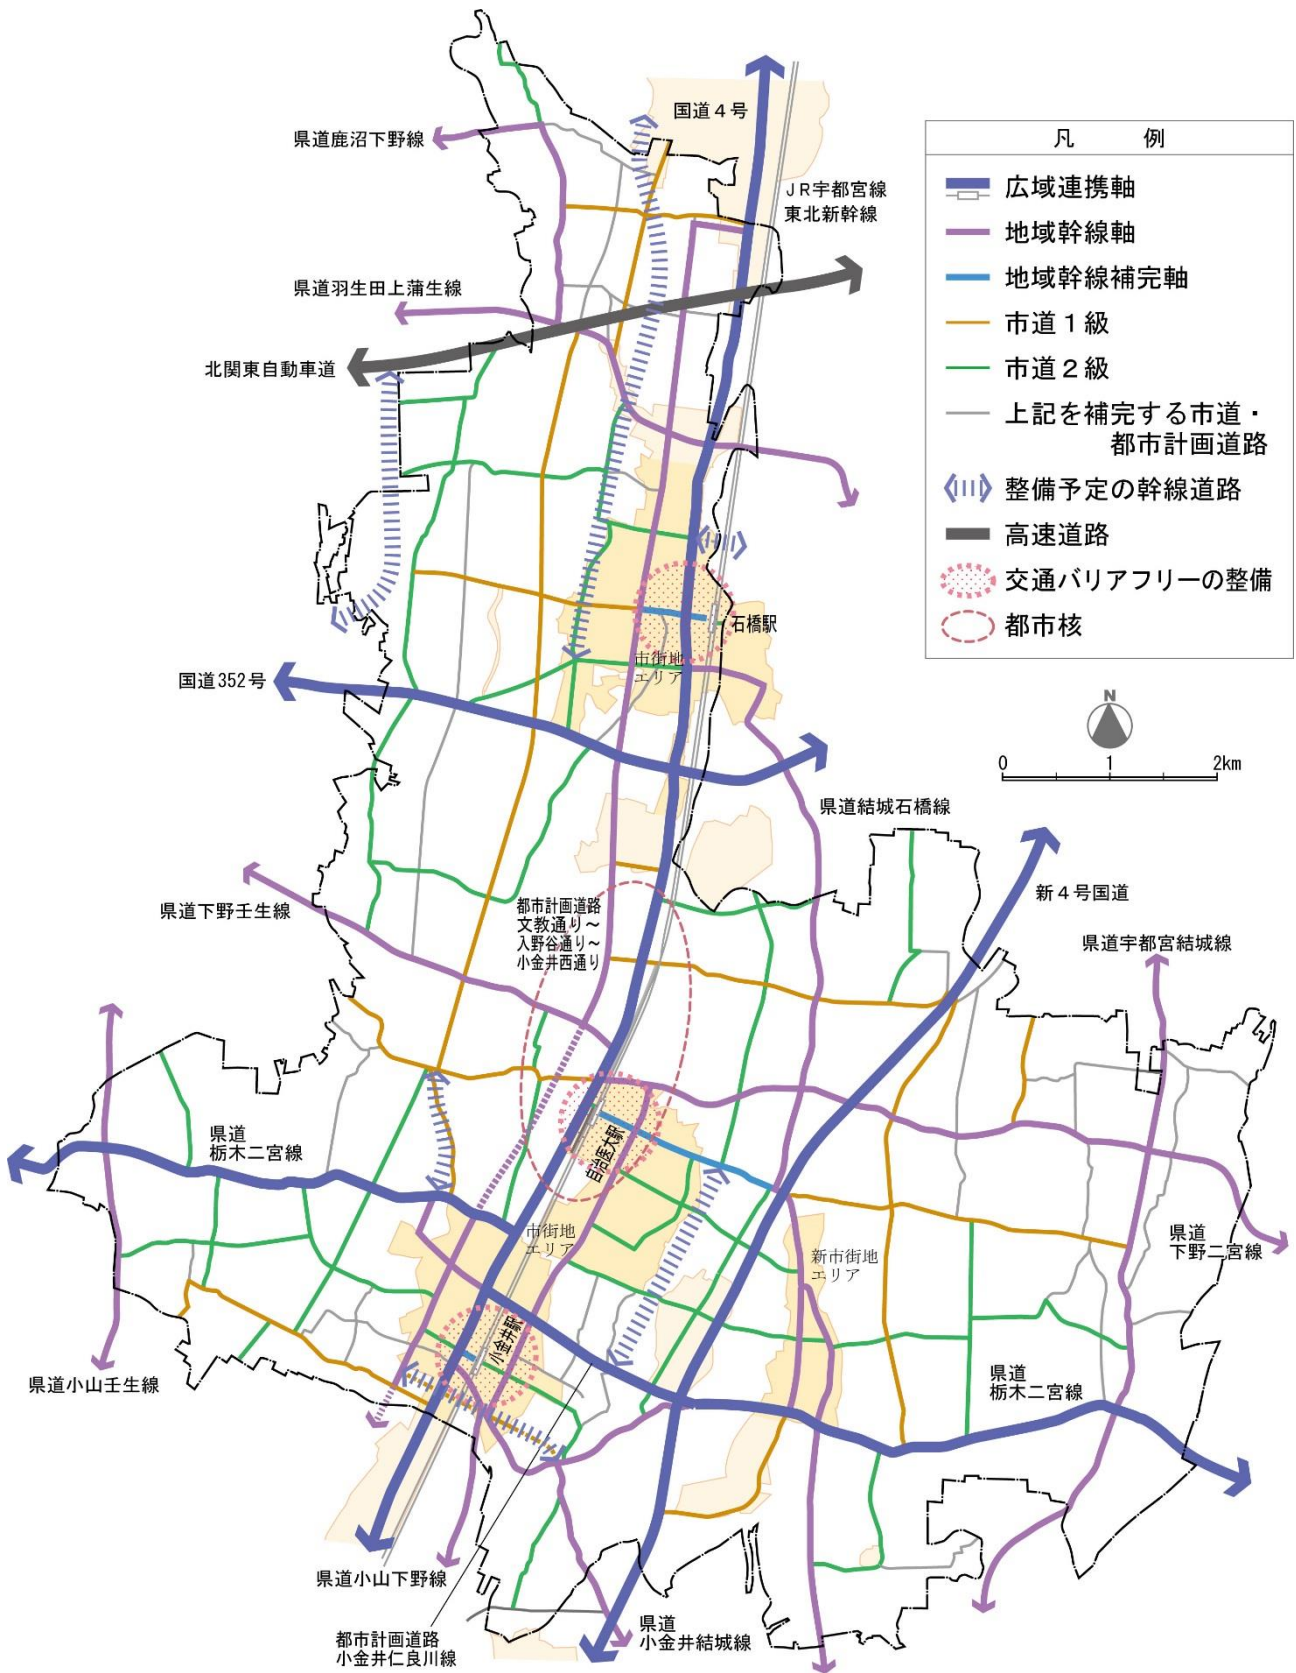 国道４号
県道鹿沼下野線
ＪＲ宇都宮線
東北新幹線
県道羽生田上蒲生線
北関東自動車道
凡　例
広域連携軸
地域幹線軸
地域幹線補完軸
市道１級
市道２級
上記を補完する市道・
都市計画道路
整備予定の幹線道路
高速道路
交通バリアフリーの整備
都市核
石橋駅
市街地
エリア
国道352号
N
0 1 2km
県道結城石橋線
新４号国道
県道下野壬生線
都市計画道路
文教通り～
入野谷通り～
小金井西通り
県道宇都宮結城線
県道
栃木二宮線
自治医大駅
市街地
エリア
新市街地
エリア
県道
下野二宮線
小金井駅
県道小山壬生線
県道
栃木二宮線
県道小山下野線
都市計画道路
小金井仁良川線
県道
小金井結城線